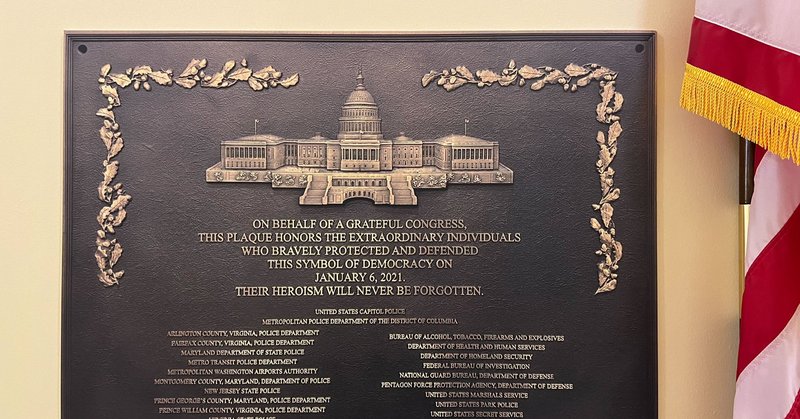 ON BEHALF OF A GRATEFUL CONGRESS,
THIS PLAQUE HONORS THE EXTRAORDINARY INDIVIDUALS
WHO BRAVELY PROTECTED AND DEFENDED
THIS SYMBOL OF DEMOCRACY ON
JANUARY 6, 2021.
THEIR HEROISM WILL NEVER BE FORGOTTEN.
UNITED STATES CAPITOL POLICE
METROPOLITAN POLICE DEPARTMENT OF THE DISTRICT OF COLUMBIA
ARLINGTON COUNTY, VIRGINIA, POLICE DEPARTMENT
FAIRFAX COUNTY, VIRGINIA, POLICE DEPARTMENT
MARYLAND DEPARTMENT OF STATE POLICE
METRO TRANSIT POLICE DEPARTMENT
METROPOLITAN WASHINGTON AIRPORTS AUTHORITY
MONTGOMERY COUNTY, MARYLAND, DEPARTMENT OF POLICE
NEW JERSEY STATE POLICE
PRINCE GEORGE'S COUNTY, MARYLAND, POLICE DEPARTMENT
PRINCE WILLIAM COUNTY, VIRGINIA, POLICE DEPARTMENT
BUREAU OF ALCOHOL, TOBACCO, FIREARMS AND EXPLOSIVES
DEPARTMENT OF HEALTH AND HUMAN SERVICES
DEPARTMENT OF HOMELAND SECURITY
FEDERAL BUREAU OF INVESTIGATION
NATIONAL GUARD BUREAU, DEPARTMENT OF DEFENSE
PENTAGON FORCE PROTECTION AGENCY, DEPARTMENT OF DEFENSE
UNITED STATES MARSHALS SERVICE
UNITED STATES PARK POLICE
UNITED STATES SECRET SERVICE